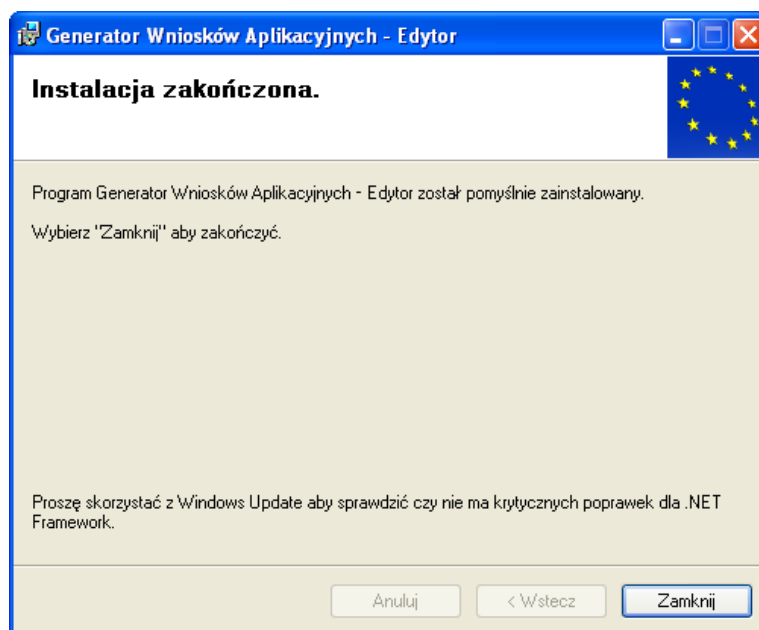 Generator Wniosków Aplikacyjnych - Edytor
Instalacja zakończona.
Program Generator Wniosków Aplikacyjnych - Edytor został pomyślnie zainstalowany.
Wybierz "Zamknij" aby zakończyć.
Proszę skorzystać z Windows Update aby sprawdzić czy nie ma krytycznych poprawek dla .NET
Framework.
Anuluj
< Wstecz
Zamknij